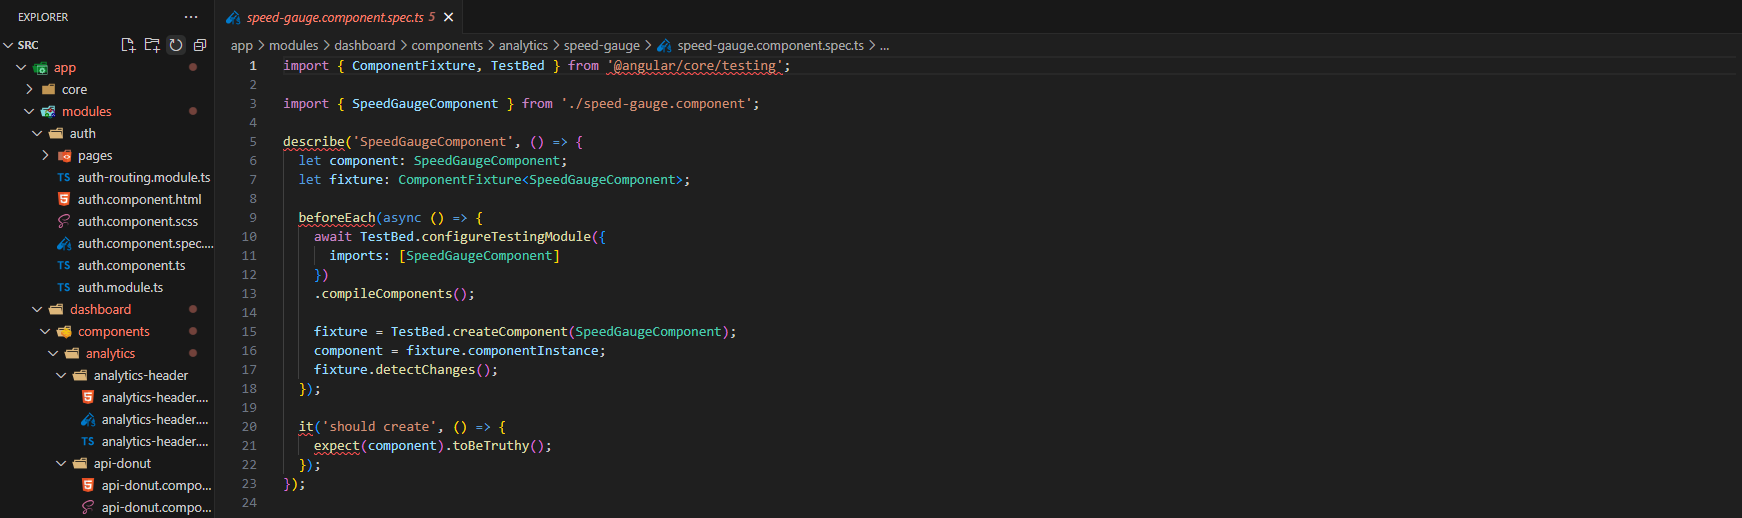 EXPLORER ···
SRC
app
core
modules
auth
pages
TS auth-routing.module.ts
auth.component.html
auth.component.scss
auth.component.spec....
TS auth.component.ts
TS auth.module.ts
dashboard
components
analytics
analytics-header
analytics-header....
analytics-header....
TS analytics-header....
api-donut
api-donut.compo...
api-donut.compo...
speed-gauge.component.spec.ts 5
app > modules > dashboard > components > analytics > speed-gauge > speed-gauge.component.spec.ts > ...
1 import { ComponentFixture, TestBed } from '@angular/core/testing';
2
3 import { SpeedGaugeComponent } from './speed-gauge.component';
4
5 describe('SpeedGaugeComponent', () => {
6   let component: SpeedGaugeComponent;
7   let fixture: ComponentFixture<SpeedGaugeComponent>;
8
9   beforeEach(async () => {
10     await TestBed.configureTestingModule({
11       imports: [SpeedGaugeComponent]
12     })
13     .compileComponents();
14
15     fixture = TestBed.createComponent(SpeedGaugeComponent);
16     component = fixture.componentInstance;
17     fixture.detectChanges();
18   });
19
20   it('should create', () => {
21     expect(component).toBeTruthy();
22   });
23 });
24